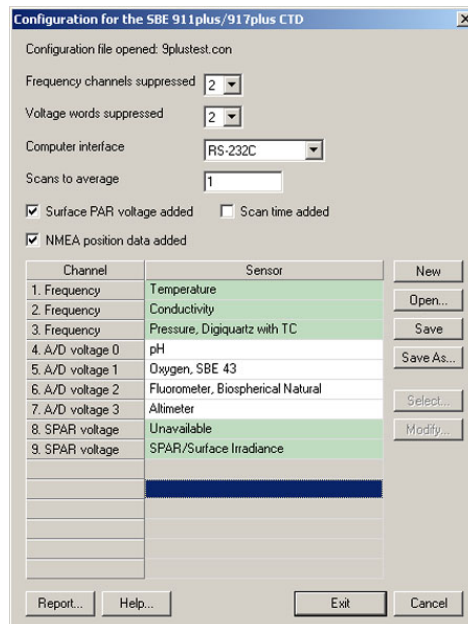 Configuration for the SBE 911plus/917plus CTD
Configuration file opened: 9plustest.con
Frequency channels suppressed 2
Voltage words suppressed 2
Computer interface RS-232C
Scans to average 1
Surface PAR voltage added Scan time added
NMEA position data added
Channel Sensor New
1. Frequency Temperature
2. Frequency Conductivity Open...
3. Frequency Pressure, Digiquartz with TC Save
4. A/D voltage 0 pH Save As...
5. A/D voltage 1 Oxygen, SBE 43
6. A/D voltage 2 Fluorometer, Biospherical Natural Select...
7. A/D voltage 3 Altimeter
8. SPAR voltage Unavailable Modify...
9. SPAR voltage SPAR/Surface Irradiance
Report... Help... Exit Cancel